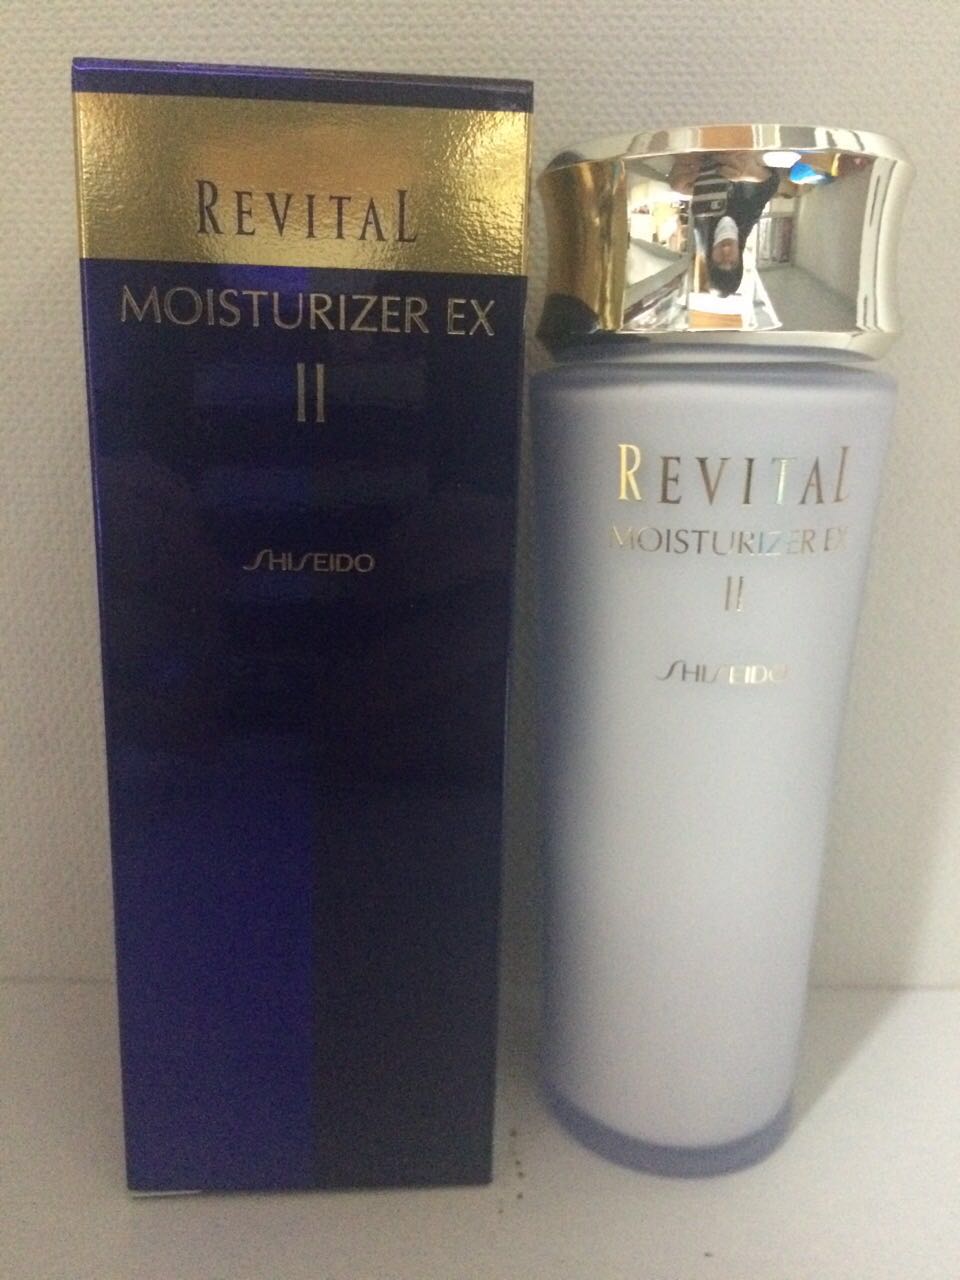 REVITAL
MOISTURIZER EX
II
SHISEIDO
REVITAL
MOISTURIZER EX
II
SHISEIDO